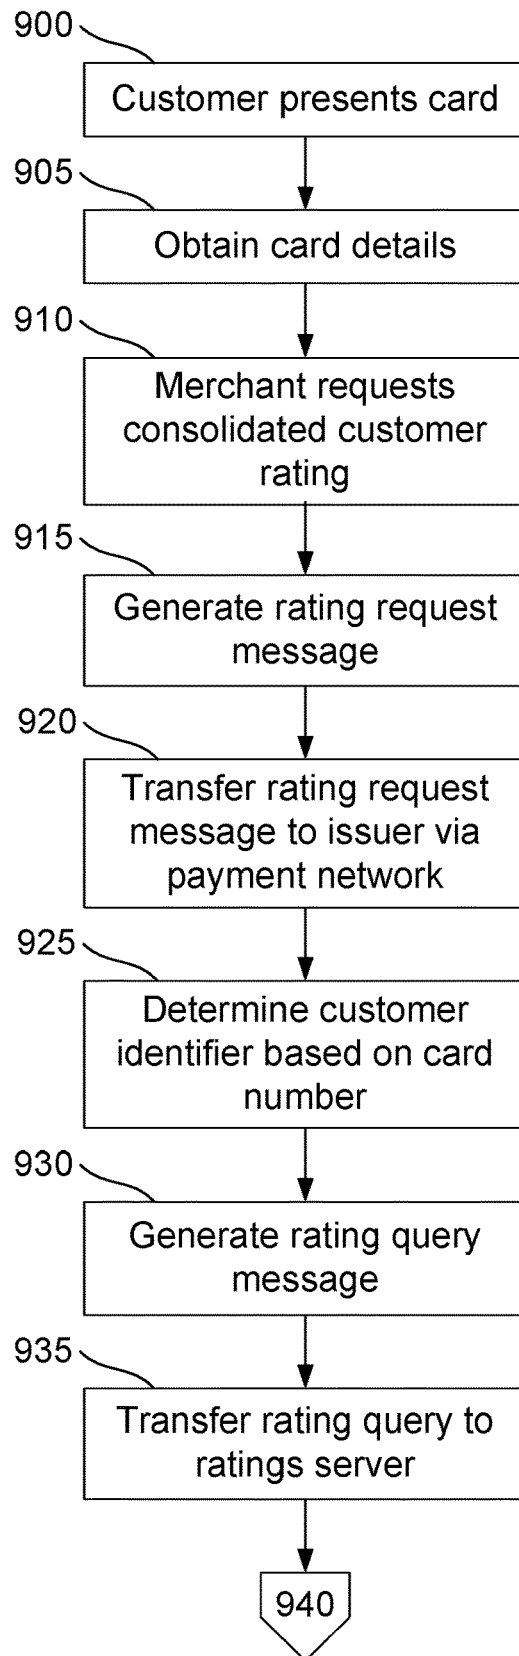 900
Customer presents card
905
Obtain card details
910
Merchant requests
consolidated customer
rating
915
Generate rating request
message
920
Transfer rating request
message to issuer via
payment network
925
Determine customer
identifier based on card
number
930
Generate rating query
message
935
Transfer rating query to
ratings server
940